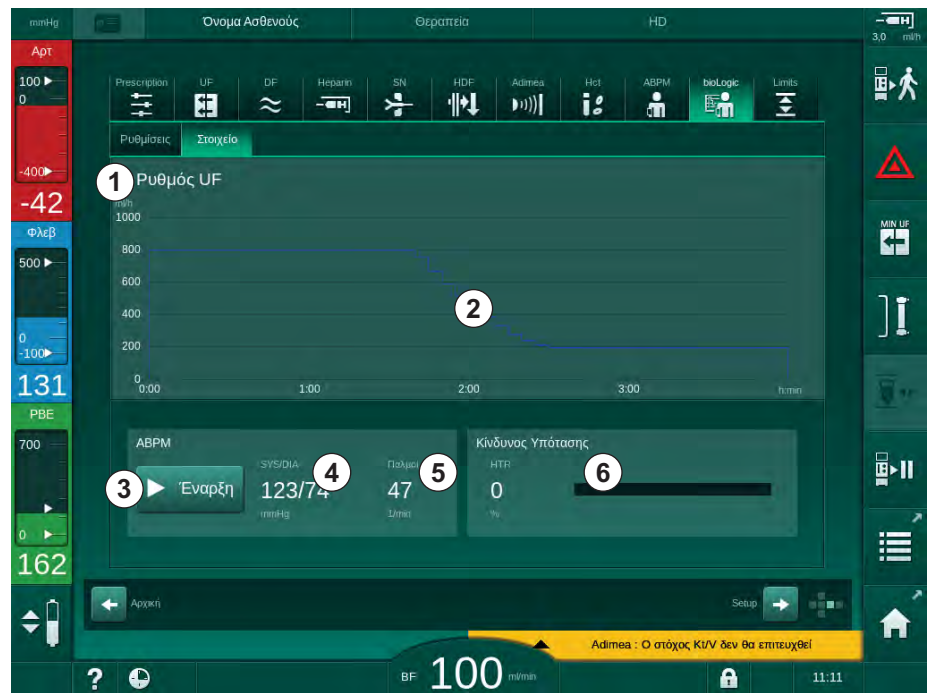 mmHg Όνομα Ασθενούς Θεραπεία HD
3,0 ml/h
Αρτ
100
0
-400
-42
Φλεβ
500
0
-100
131
PBE
700
0
162
Prescription UF DF Heparin SN HDF Adimea Hct ABPM bioLogic Limits
Ρυθμίσεις Στοιχείο
1 Ρυθμός UF
ml/h
1000
800
600
400
200
0
0:00 1:00 2:00 3:00 h:min
2
ABPM
3 Έναρξη
SYS/DIA 4
123/74
mmHg
Παλμοί 5
47
1/min
Κίνδυνος Υπότασης
HTR
0
%
6
MIN UF
Αρχική Setup
Adimea : Ο στόχος Kt/V δεν θα επιτευχθεί
? BF 100 ml/min 11:11